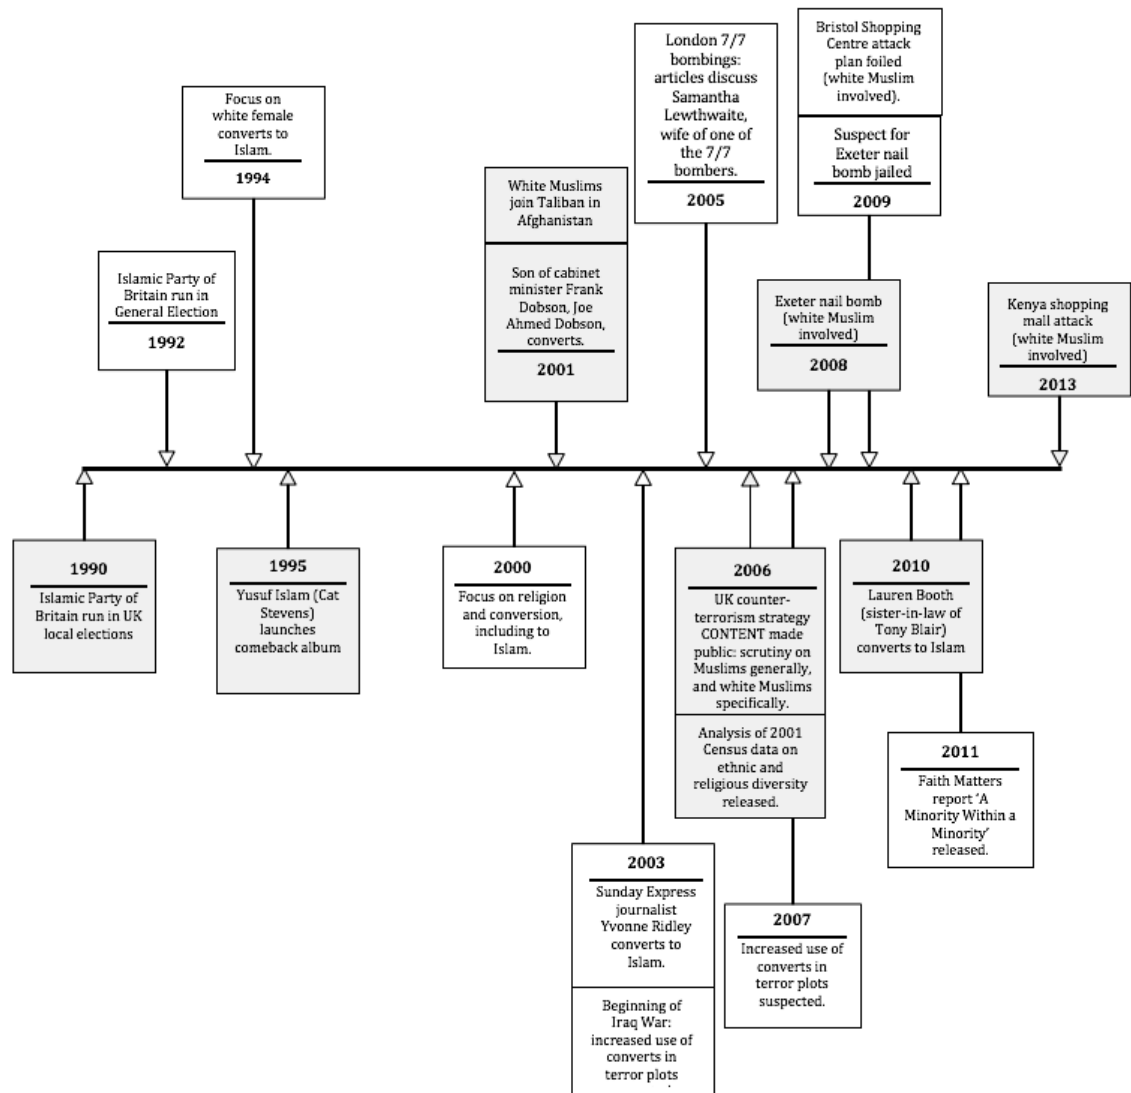 Focus on
white female
converts to
Islam.
1994
Islamic Party of
Britain run in
General Election
1992
White Muslims
join Taliban in
Afghanistan
Son of cabinet
minister Frank
Dobson, Joe
Ahmed Dobson,
converts.
2001
London 7/7
bombings:
articles discuss
Samantha
Lewthwaite,
wife of one of
the 7/7
bombers.
2005
Bristol Shopping
Centre attack
plan foiled
(white Muslim
involved).
Suspect for
Exeter nail
bomb jailed
2009
Exeter nail bomb
(white Muslim
involved)
2008
Kenya shopping
mall attack
(white Muslim
involved)
2013
1990
Islamic Party of
Britain run in UK
local elections
1995
Yusuf Islam (Cat
Stevens)
launches
comeback album
2000
Focus on religion
and conversion,
including to
Islam.
2003
Sunday Express
journalist
Yvonne Ridley
converts to
Islam.
Beginning of
Iraq War:
increased use of
converts in
terror plots
2006
UK counter-
terrorism strategy
CONTENT made
public: scrutiny on
Muslims generally,
and white Muslims
specifically.
Analysis of 2001
Census data on
ethnic and
religious diversity
released.
2007
Increased use of
converts in
terror plots
suspected.
2010
Lauren Booth
(sister-in-law of
Tony Blair)
converts to Islam
2011
Faith Matters
report ‘A
Minority Within a
Minority’
released.